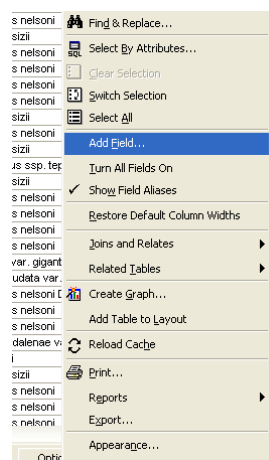 s nelsoni
sizii
s nelsoni
s nelsoni
s nelsoni
sizii
s nelsoni
sizii
us ssp. tep
sizii
s nelsoni
s nelsoni
s nelsoni
s nelsoni
var. gigant
udata var.
s nelsoni D
s nelsoni
s nelsoni
dalenae va
i
sizii
s nelsoni
s nelsoni
s nelsoni
Optio
Find & Replace...
Select By Attributes...
Clear Selection
Switch Selection
Select All
Add Field...
Turn All Fields On
Show Field Aliases
Restore Default Column Widths
Joins and Relates
Related Tables
Create Graph...
Add Table to Layout
Reload Cache
Print...
Reports
Export...
Appearance...